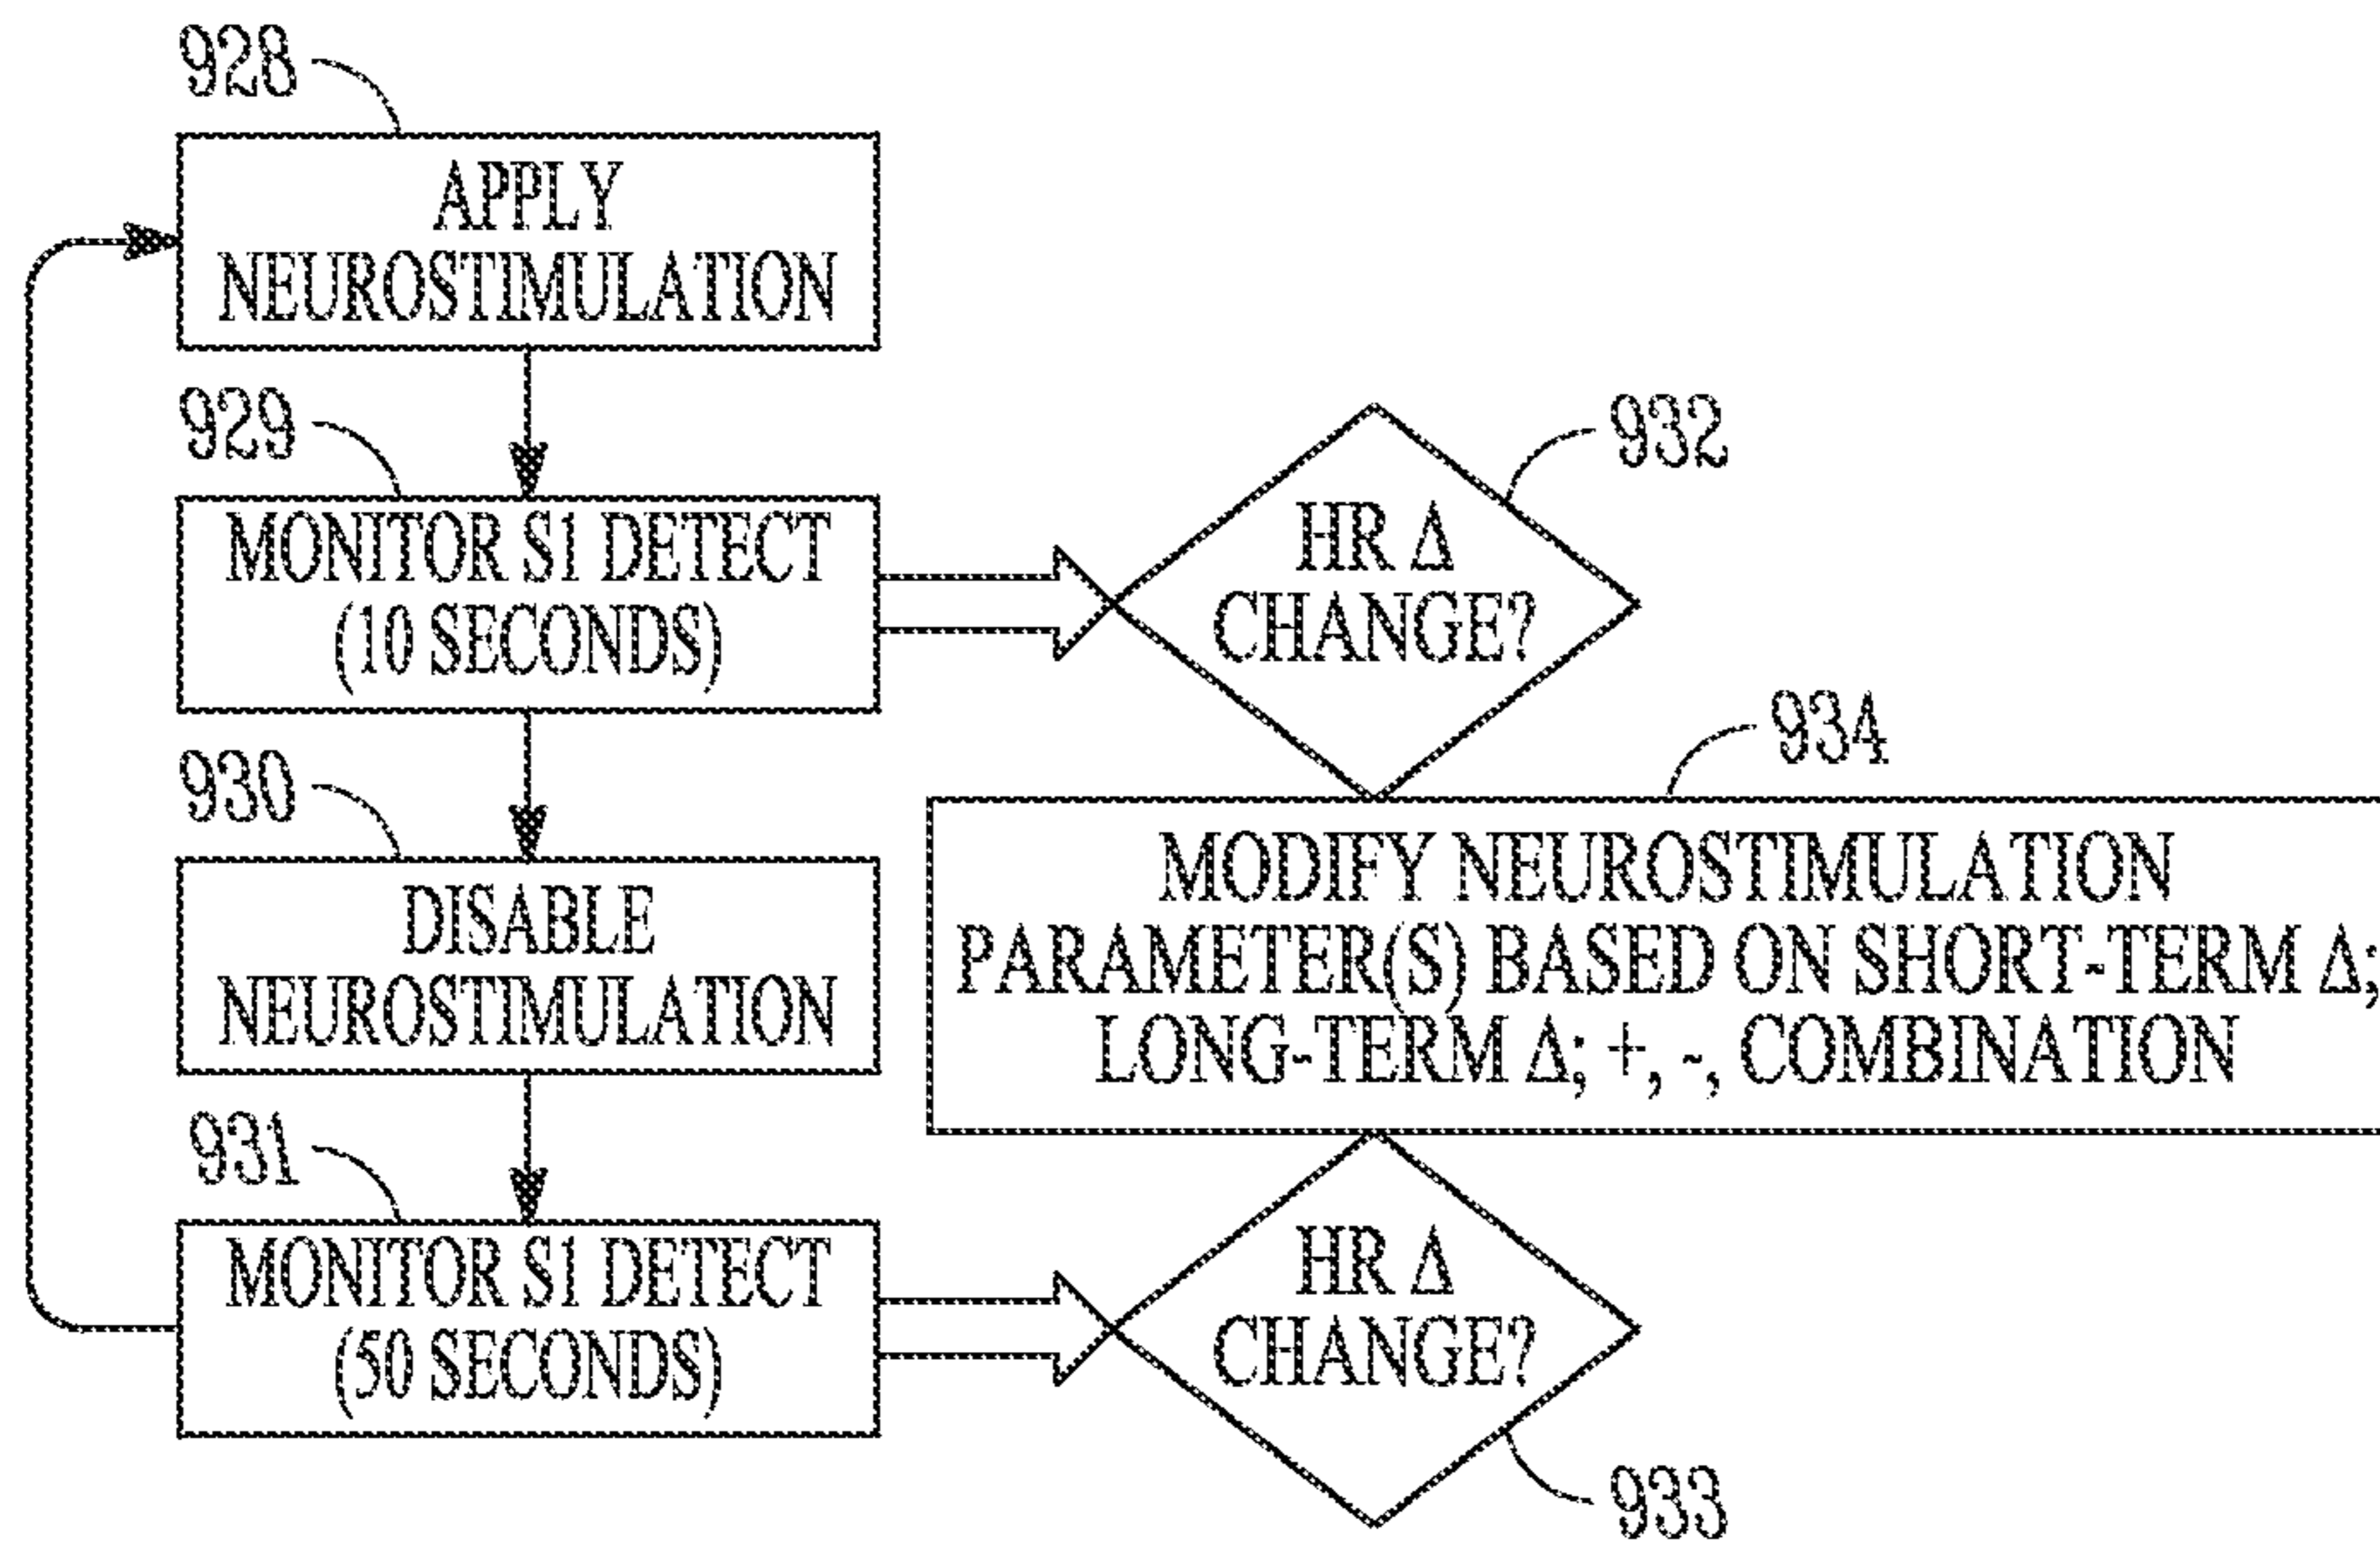 928
APPLY
NEUROSTIMULATION
929
MONITOR S1 DETECT
(10 SECONDS)
932
HR Δ
CHANGE?
930
DISABLE
NEUROSTIMULATION
934
MODIFY NEUROSTIMULATION
PARAMETER(S) BASED ON SHORT-TERM Δ;
LONG-TERM Δ; +, -, COMBINATION
931
MONITOR S1 DETECT
(50 SECONDS)
HR Δ
CHANGE?
933